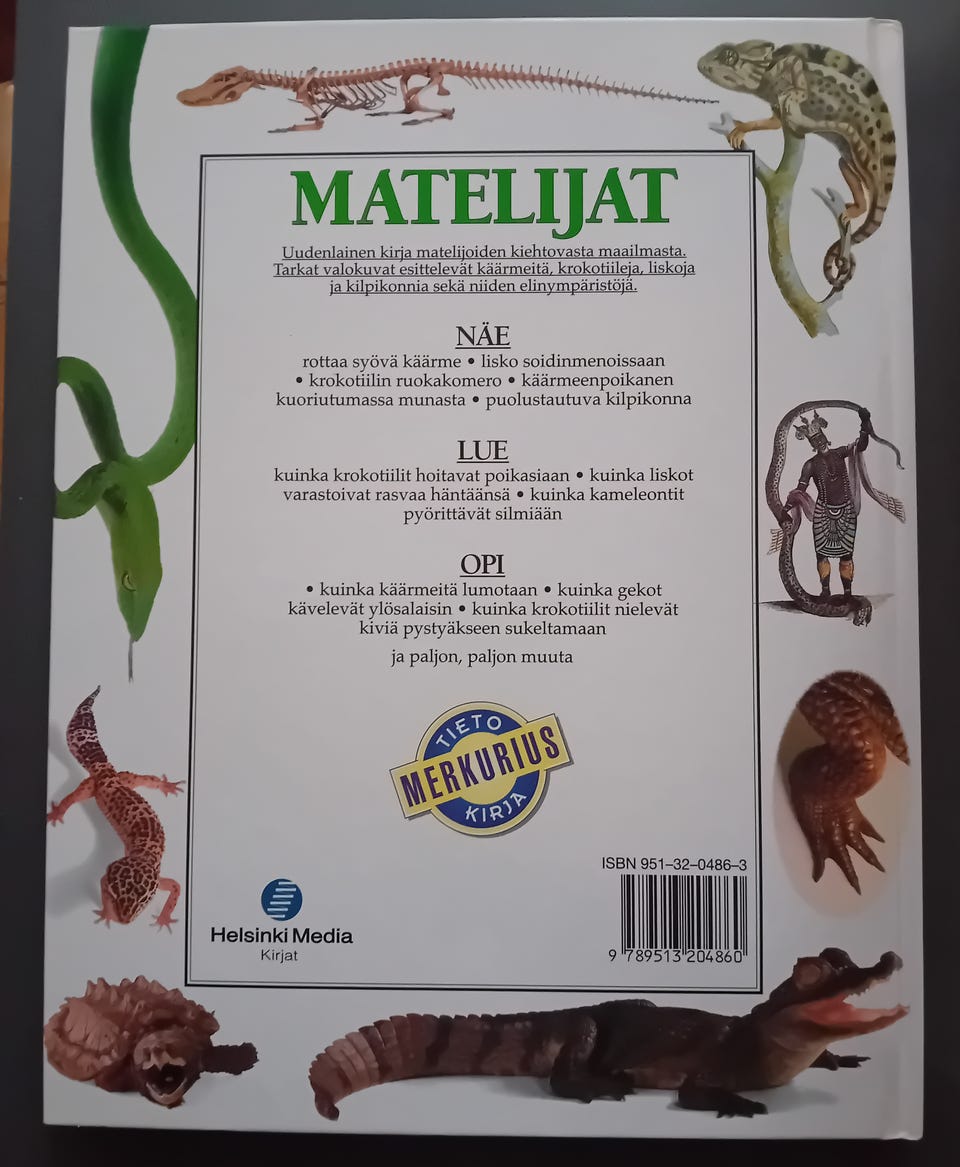 MATELIJAT
Uudenlainen kirja matelijoiden kiehtovasta maailmasta.
Tarkat valokuvat esittelevät käärmeitä, krokotiileja, liskoja
ja kilpikonnia sekä niiden elinympäristöjä.
NÄE
rottaa syövä käärme • lisko soidinmenoissaan
• krokotiilin ruokakomero • käärmeenpoikanen
kuoriutumassa munasta • puolustautuva kilpikonna
LUE
kuinka krokotiilit hoitavat poikasiaan • kuinka liskot
varastoivat rasvaa häntäänsä • kuinka kameleontit
pyörittävät silmiään
OPI
• kuinka käärmeitä lumotaan • kuinka gekot
kävelevät ylösalaisin • kuinka krokotiilit nielevät
kiviä pystyäkseen sukeltamaan
ja paljon, paljon muuta
TIETO
MERKURIUS
KIRJA
ISBN 951–32–0486–3
9 789513 204860
Helsinki Media
Kirjat